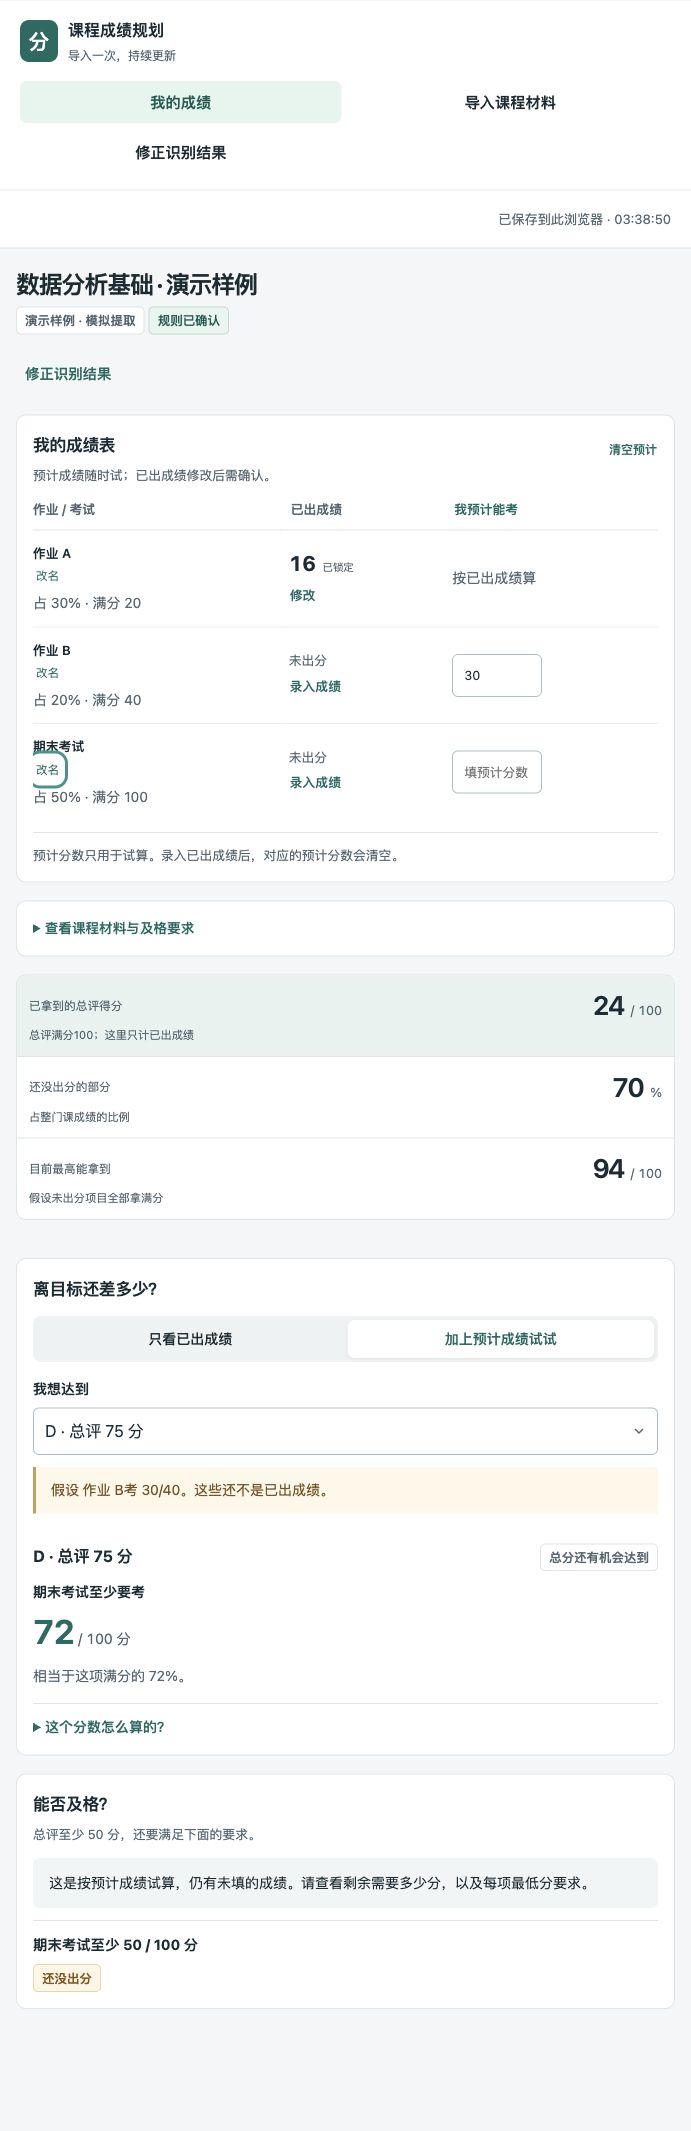 分
课程成绩规划
导入一次，持续更新
我的成绩
导入课程材料
修正识别结果
已保存到此浏览器 · 03:38:50
数据分析基础·演示样例
演示样例 · 模拟提取
规则已确认
修正识别结果
我的成绩表
清空预计
预计成绩随时试；已出成绩修改后需确认。
作业 / 考试
已出成绩
我预计能考
作业 A
改名
占 30% · 满分 20
16 已锁定
修改
按已出成绩算
作业 B
改名
占 20% · 满分 40
未出分
录入成绩
30
期末考试
改名
占 50% · 满分 100
未出分
录入成绩
填预计分数
预计分数只用于试算。录入已出成绩后，对应的预计分数会清空。
查看课程材料与及格要求
已拿到的总评得分
总评满分100；这里只计已出成绩
24 / 100
还没出分的部分
占整门课成绩的比例
70 %
目前最高能拿到
假设未出分项目全部拿满分
94 / 100
离目标还差多少？
只看已出成绩
加上预计成绩试试
我想达到
D · 总评 75 分
假设 作业 B考 30/40。这些还不是已出成绩。
D · 总评 75 分
总分还有机会达到
期末考试至少要考
72 / 100 分
相当于这项满分的 72%。
这个分数怎么算的？
能否及格？
总评至少 50 分，还要满足下面的要求。
这是按预计成绩试算，仍有未填的成绩。请查看剩余需要多少分，以及每项最低分要求。
期末考试至少 50 / 100 分
还没出分